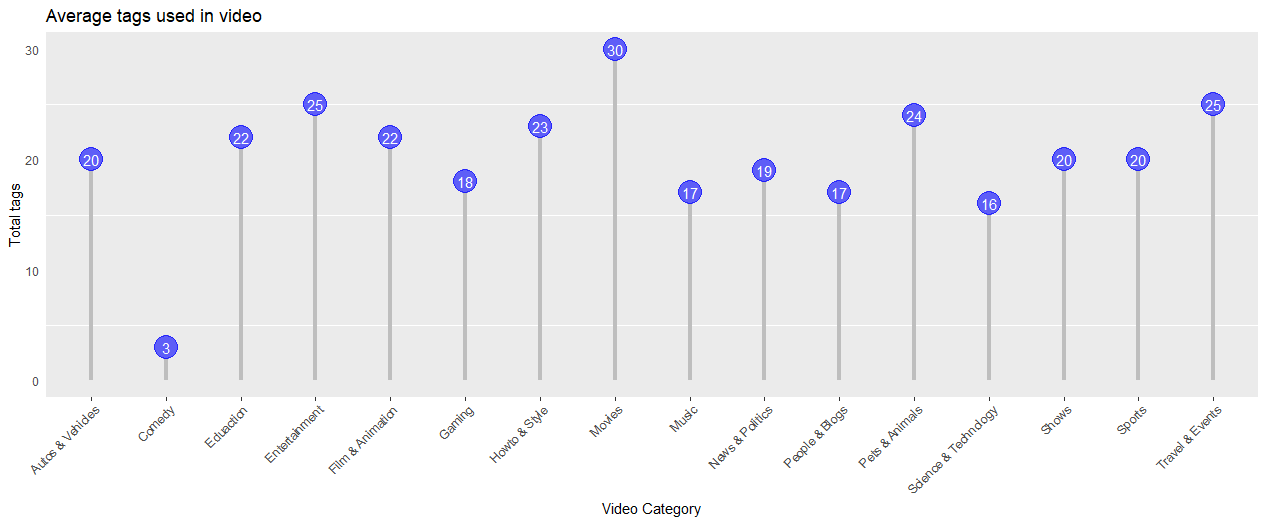 Average tags used in video
30
20
10
0
Total tags
20
3
22
25
22
18
23
30
17
19
17
24
16
20
20
25
Autos & Vehicles
Comedy
Eduaction
Entertainment
Film & Animation
Gaming
Howto & Style
Movies
Music
News & Politics
People & Blogs
Pets & Animals
Science & Technology
Shows
Sports
Travel & Events
Video Category